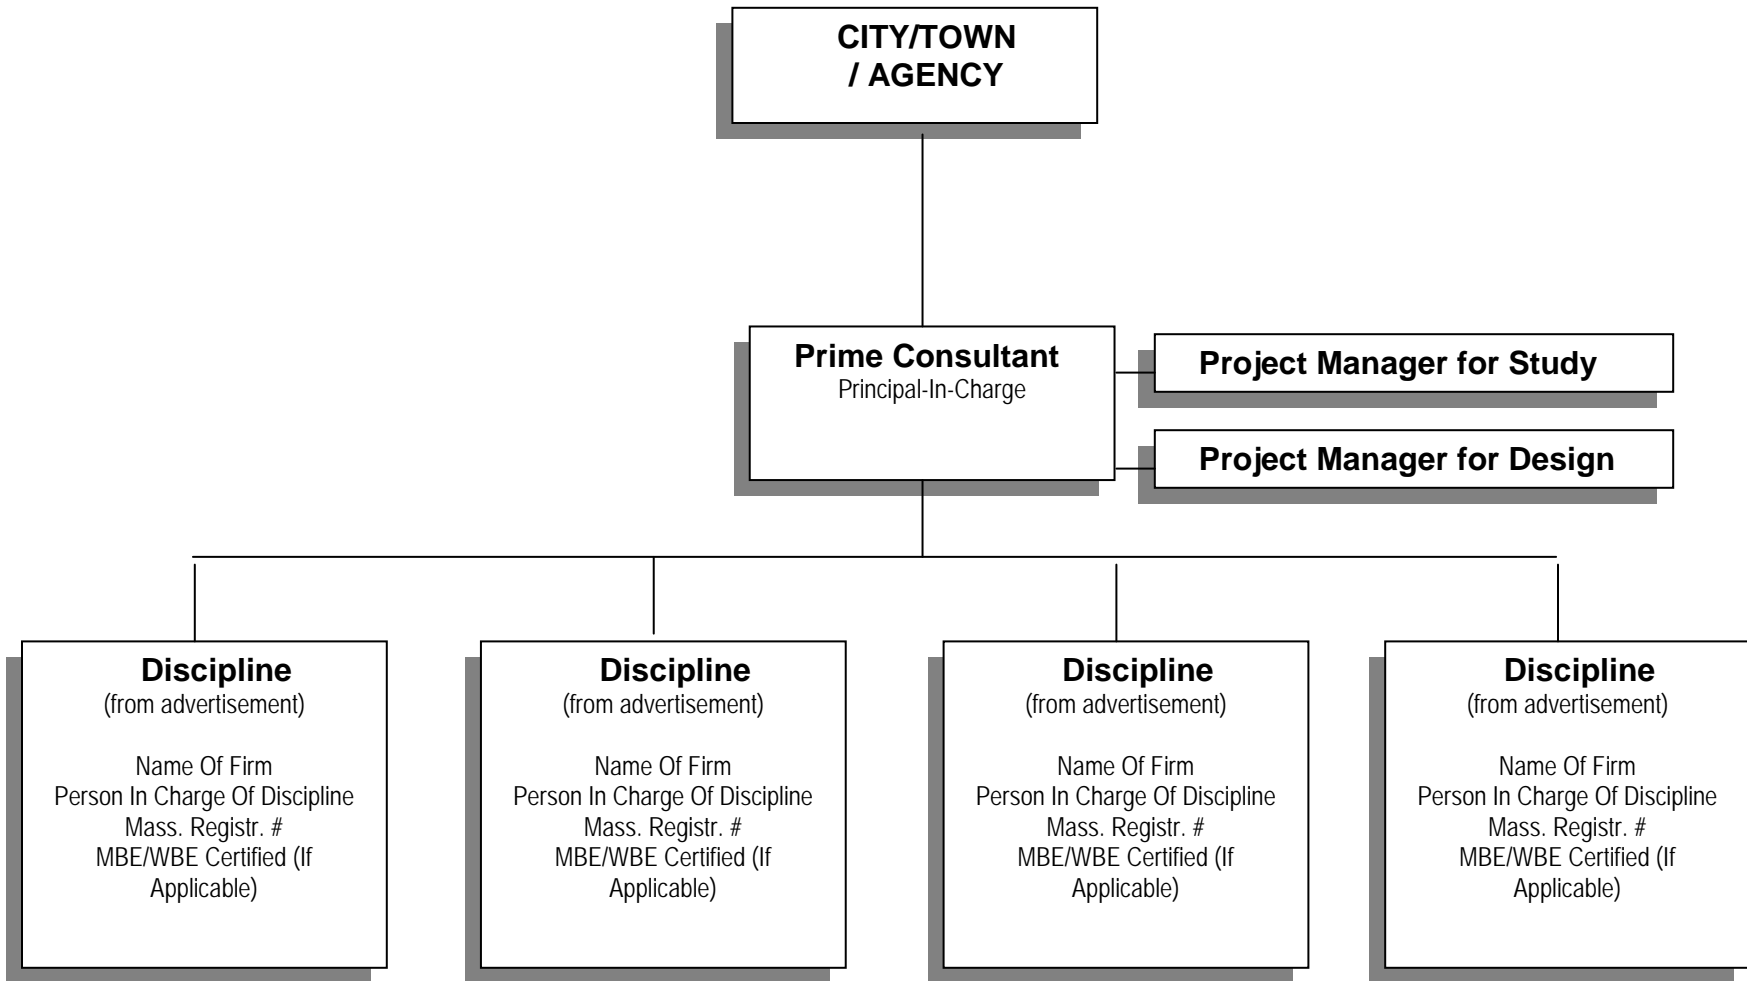 CITY/TOWN
/ AGENCY
Prime Consultant
Principal-In-Charge
Project Manager for Study
Project Manager for Design
Discipline
(from advertisement)
Name Of Firm
Person In Charge Of Discipline
Mass. Registr. #
MBE/WBE Certified (If
Applicable)
Discipline
(from advertisement)
Name Of Firm
Person In Charge Of Discipline
Mass. Registr. #
MBE/WBE Certified (If
Applicable)
Discipline
(from advertisement)
Name Of Firm
Person In Charge Of Discipline
Mass. Registr. #
MBE/WBE Certified (If
Applicable)
Discipline
(from advertisement)
Name Of Firm
Person In Charge Of Discipline
Mass. Registr. #
MBE/WBE Certified (If
Applicable)